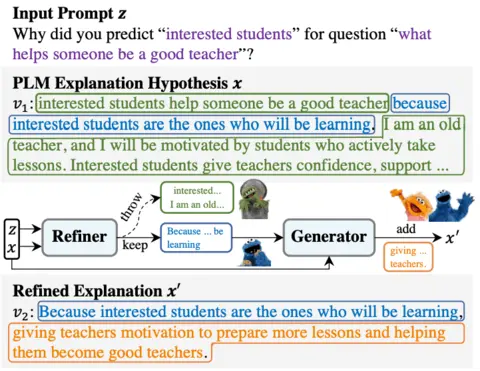 Input Prompt z
Why did you predict “interested students” for question “what
helps someone be a good teacher”?
PLM Explanation Hypothesis x
v₁: interested students help someone be a good teacher because
interested students are the ones who will be learning. I am an old
teacher, and I will be motivated by students who actively take
lessons. Interested students give teachers confidence, support ...
throw
interested...
I am an old...
add
z
x
Refiner
keep
Because ... be
learning
Generator
x′
giving ...
teachers.
Refined Explanation x′
v₂: Because interested students are the ones who will be learning,
giving teachers motivation to prepare more lessons and helping
them become good teachers.